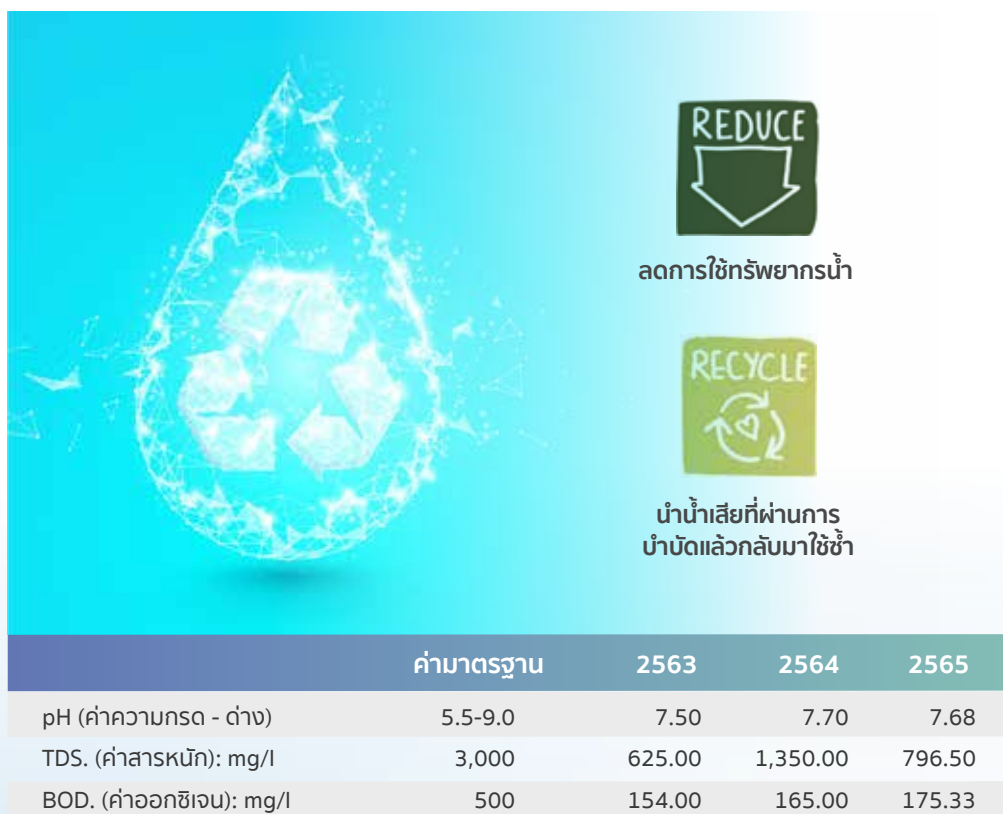 REDUCE
ลดการใช้ทรัพยากรน้ำ
RECYCLE
นำน้ำเสียที่ผ่านการ
บำบัดแล้วกลับมาใช้ซ้ำ
ค่ามาตรฐาน 2563 2564 2565
pH (ค่าความกรด - ด่าง) 5.5-9.0 7.50 7.70 7.68
TDS. (ค่าสารหนัก): mg/l 3,000 625.00 1,350.00 796.50
BOD. (ค่าออกซิเจน): mg/l 500 154.00 165.00 175.33